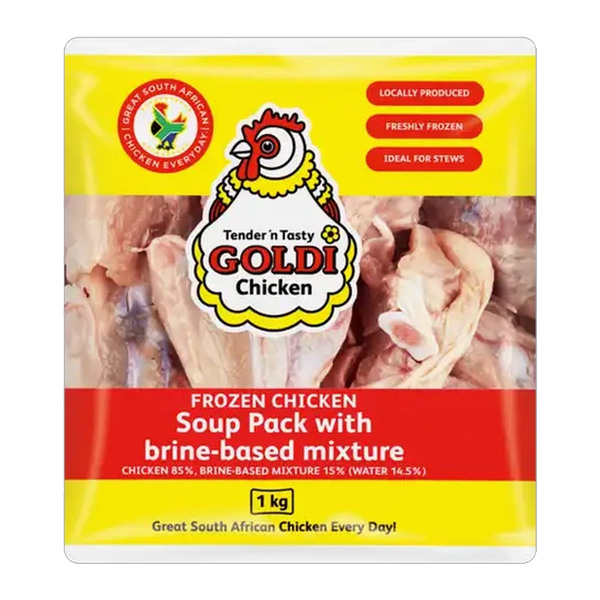 GREAT SOUTH AFRICAN
CHICKEN EVERYDAY
LOCALLY PRODUCED
FRESHLY FROZEN
IDEAL FOR STEWS
Tender 'n Tasty
GOLDI
Chicken
FROZEN CHICKEN
Soup Pack with
brine-based mixture
CHICKEN 85%, BRINE-BASED MIXTURE 15% (WATER 14.5%)
1 kg
Great South African Chicken Every Day!